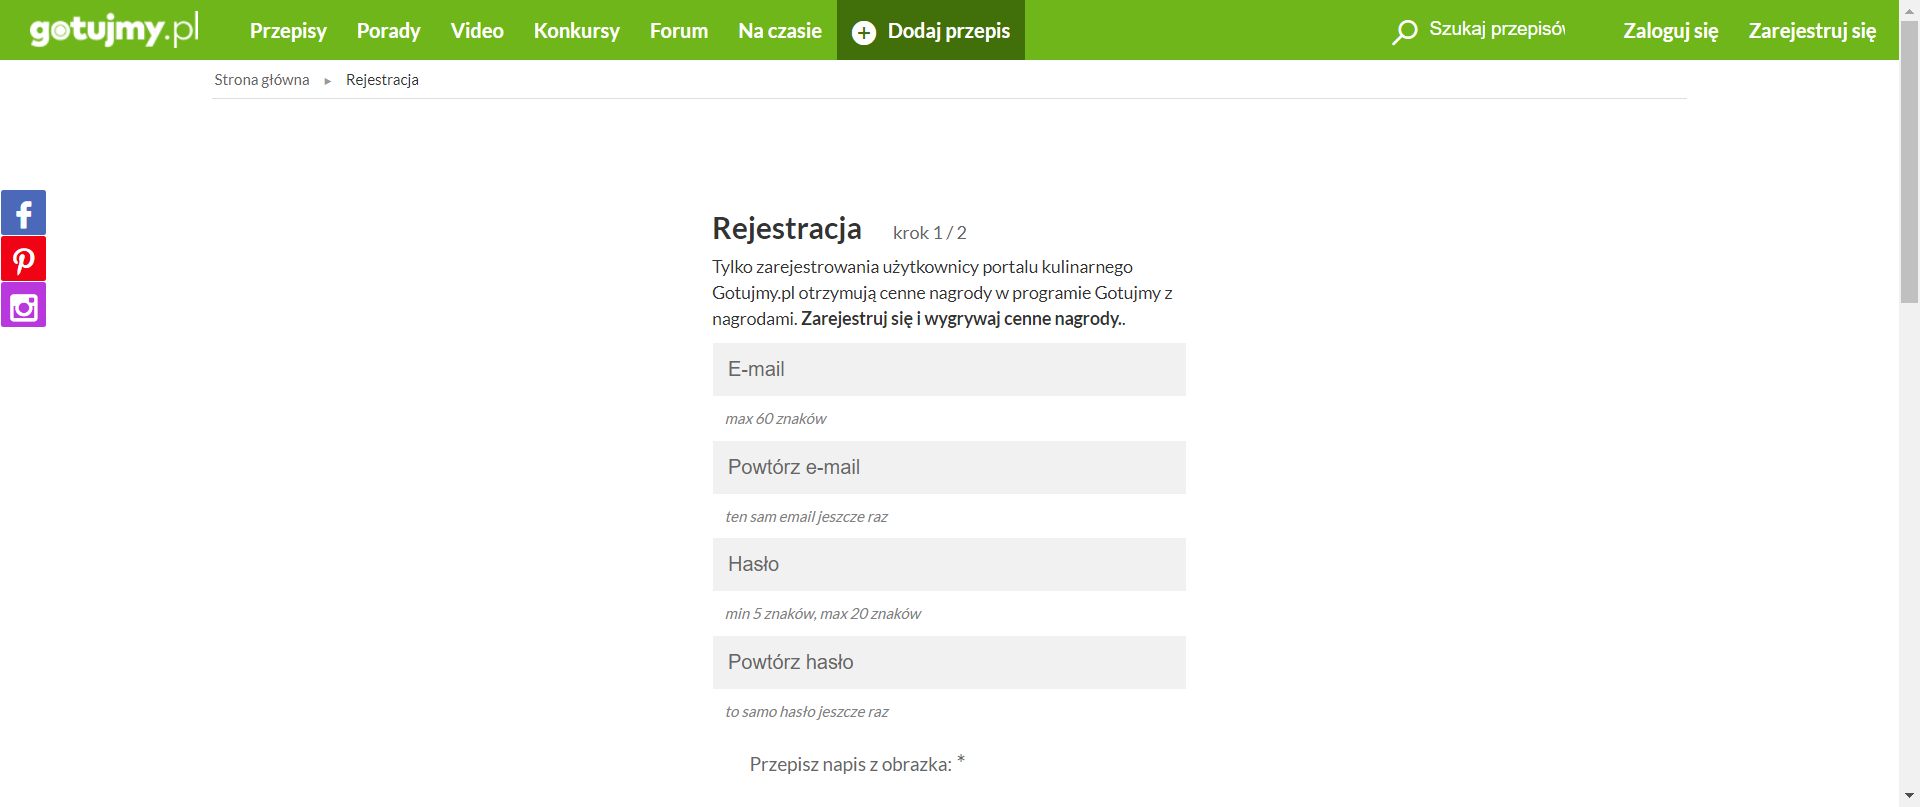 gotujmy.pl Przepisy Porady Video Konkursy Forum Na czasie Dodaj przepis Szukaj przepisów Zaloguj się Zarejestruj się
Strona główna ▸ Rejestracja
Rejestracja krok 1 / 2
Tylko zarejestrowania użytkownicy portalu kulinarnego
Gotujmy.pl otrzymują cenne nagrody w programie Gotujmy z
nagrodami. Zarejestruj się i wygrywaj cenne nagrody..
E-mail
max 60 znaków
Powtórz e-mail
ten sam email jeszcze raz
Hasło
min 5 znaków, max 20 znaków
Powtórz hasło
to samo hasło jeszcze raz
Przepisz napis z obrazka: *